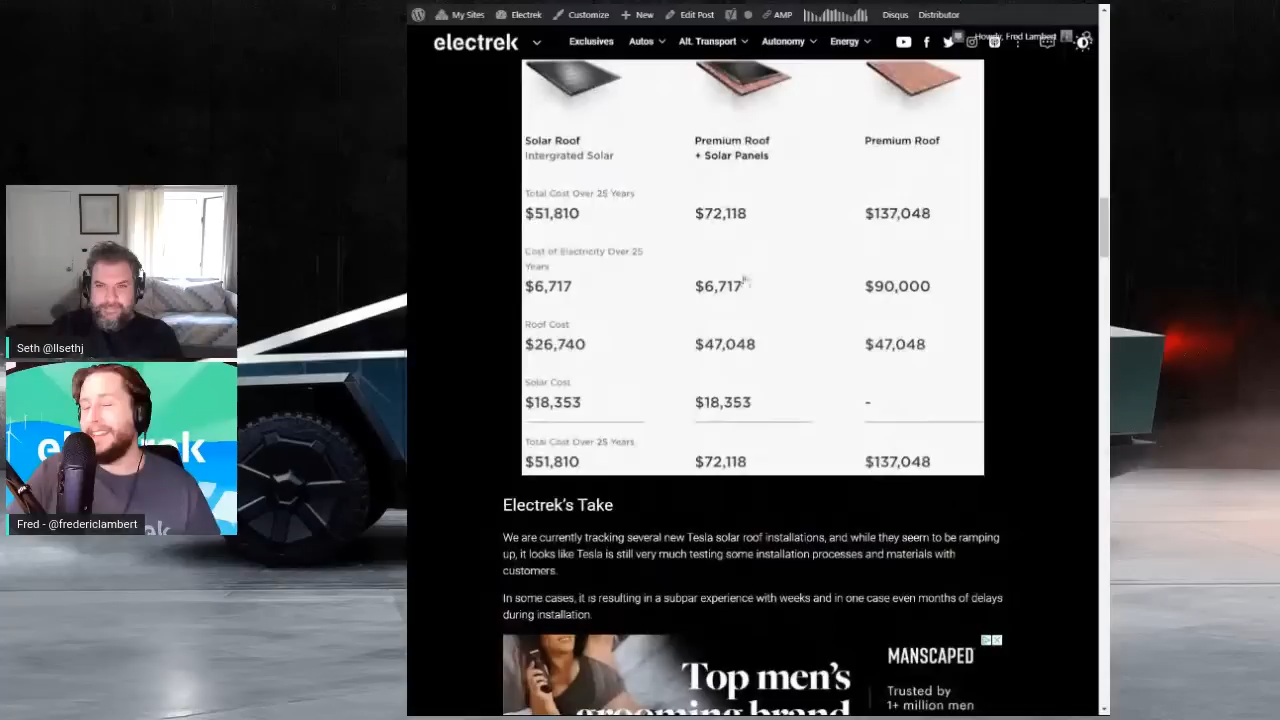 My Sites Electrek Customize New Edit Post AMP Disqus Distributor
electrek Exclusives Autos Alt. Transport Autonomy Energy
Howdy, Fred Lambert
Solar Roof
Intergrated Solar
Premium Roof
+ Solar Panels
Premium Roof
Total Cost Over 25 Years
$51,810 $72,118 $137,048
Cost of Electricity Over 25
Years
$6,717 $6,717 $90,000
Roof Cost
$26,740 $47,048 $47,048
Solar Cost
$18,353 $18,353 -
Total Cost Over 25 Years
$51,810 $72,118 $137,048
Electrek's Take
We are currently tracking several new Tesla solar roof installations, and while they seem to be ramping
up, it looks like Tesla is still very much testing some installation processes and materials with
customers.
In some cases, it is resulting in a subpar experience with weeks and in one case even months of delays
during installation.
Top men's
grooming brand
MANSCAPED
Trusted by
1+ million men
Seth @llsethj
Fred - @fredericlambert